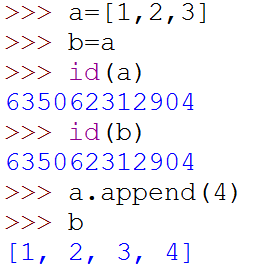 >>> a=[1,2,3]
>>> b=a
>>> id(a)
635062312904
>>> id(b)
635062312904
>>> a.append(4)
>>> b
[1, 2, 3, 4]